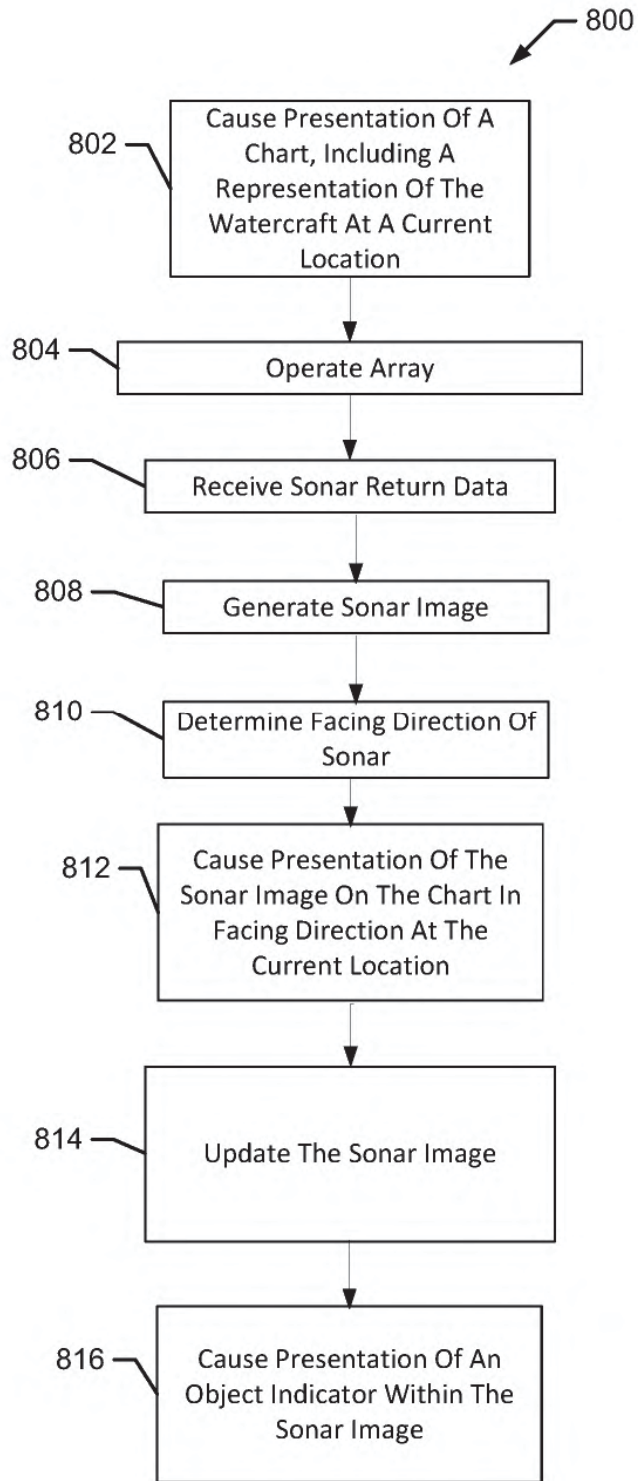 800
802
Cause Presentation Of A
Chart, Including A
Representation Of The
Watercraft At A Current
Location
804
Operate Array
806
Receive Sonar Return Data
808
Generate Sonar Image
810
Determine Facing Direction Of
Sonar
812
Cause Presentation Of The
Sonar Image On The Chart In
Facing Direction At The
Current Location
814
Update The Sonar Image
816
Cause Presentation Of An
Object Indicator Within The
Sonar Image